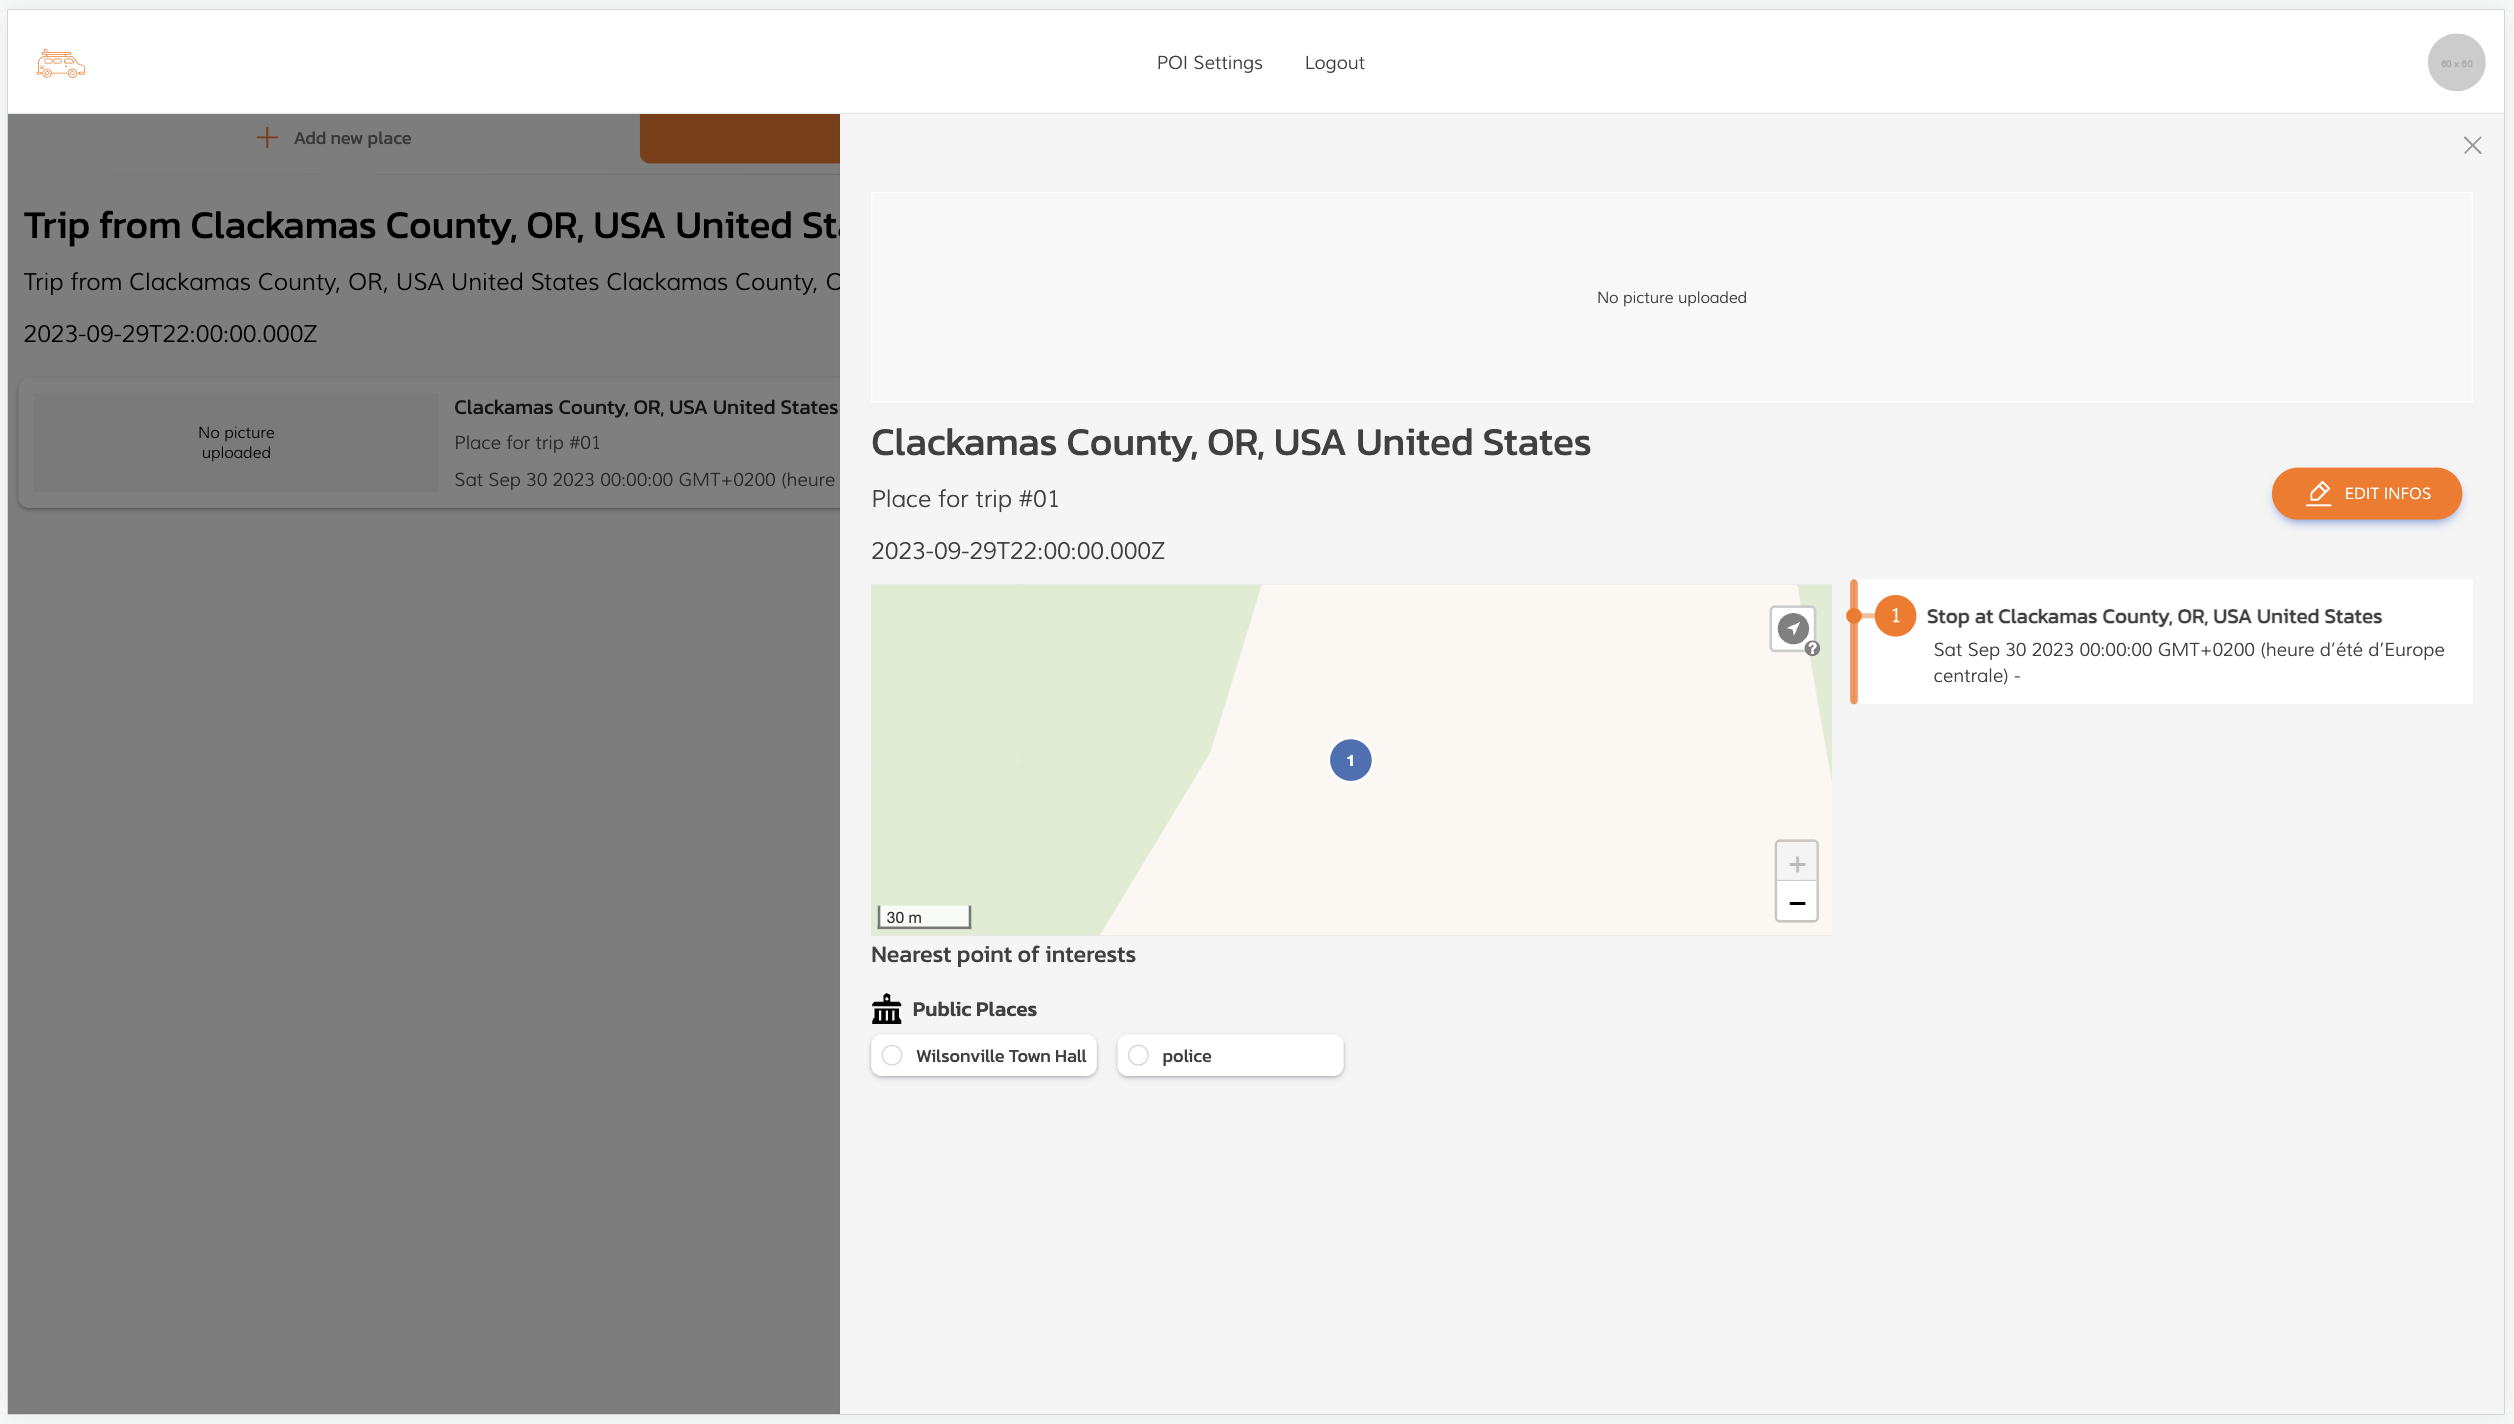 POI Settings
Logout
60 x 60
Add new place
Trip from Clackamas County, OR, USA United Sta
Trip from Clackamas County, OR, USA United States Clackamas County, O
2023-09-29T22:00:00.000Z
No picture
uploaded
Clackamas County, OR, USA United States
Place for trip #01
Sat Sep 30 2023 00:00:00 GMT+0200 (heure
No picture uploaded
Clackamas County, OR, USA United States
Place for trip #01
2023-09-29T22:00:00.000Z
EDIT INFOS
?
1
+
−
30 m
1
Stop at Clackamas County, OR, USA United States
Sat Sep 30 2023 00:00:00 GMT+0200 (heure d’été d’Europe
centrale) -
Nearest point of interests
Public Places
Wilsonville Town Hall
police